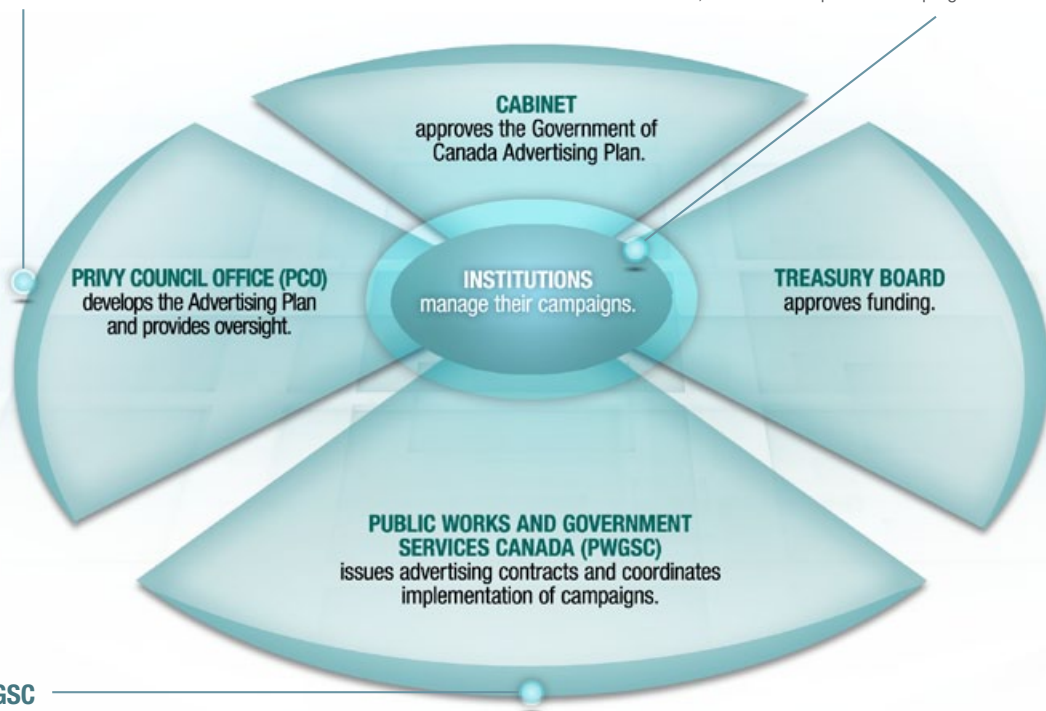 CABINET
approves the Government of
Canada Advertising Plan.
PRIVY COUNCIL OFFICE (PCO)
develops the Advertising Plan
and provides oversight.
INSTITUTIONS
manage their campaigns.
TREASURY BOARD
approves funding.
PUBLIC WORKS AND GOVERNMENT
SERVICES CANADA (PWGSC)
issues advertising contracts and coordinates
implementation of campaigns.
GSC